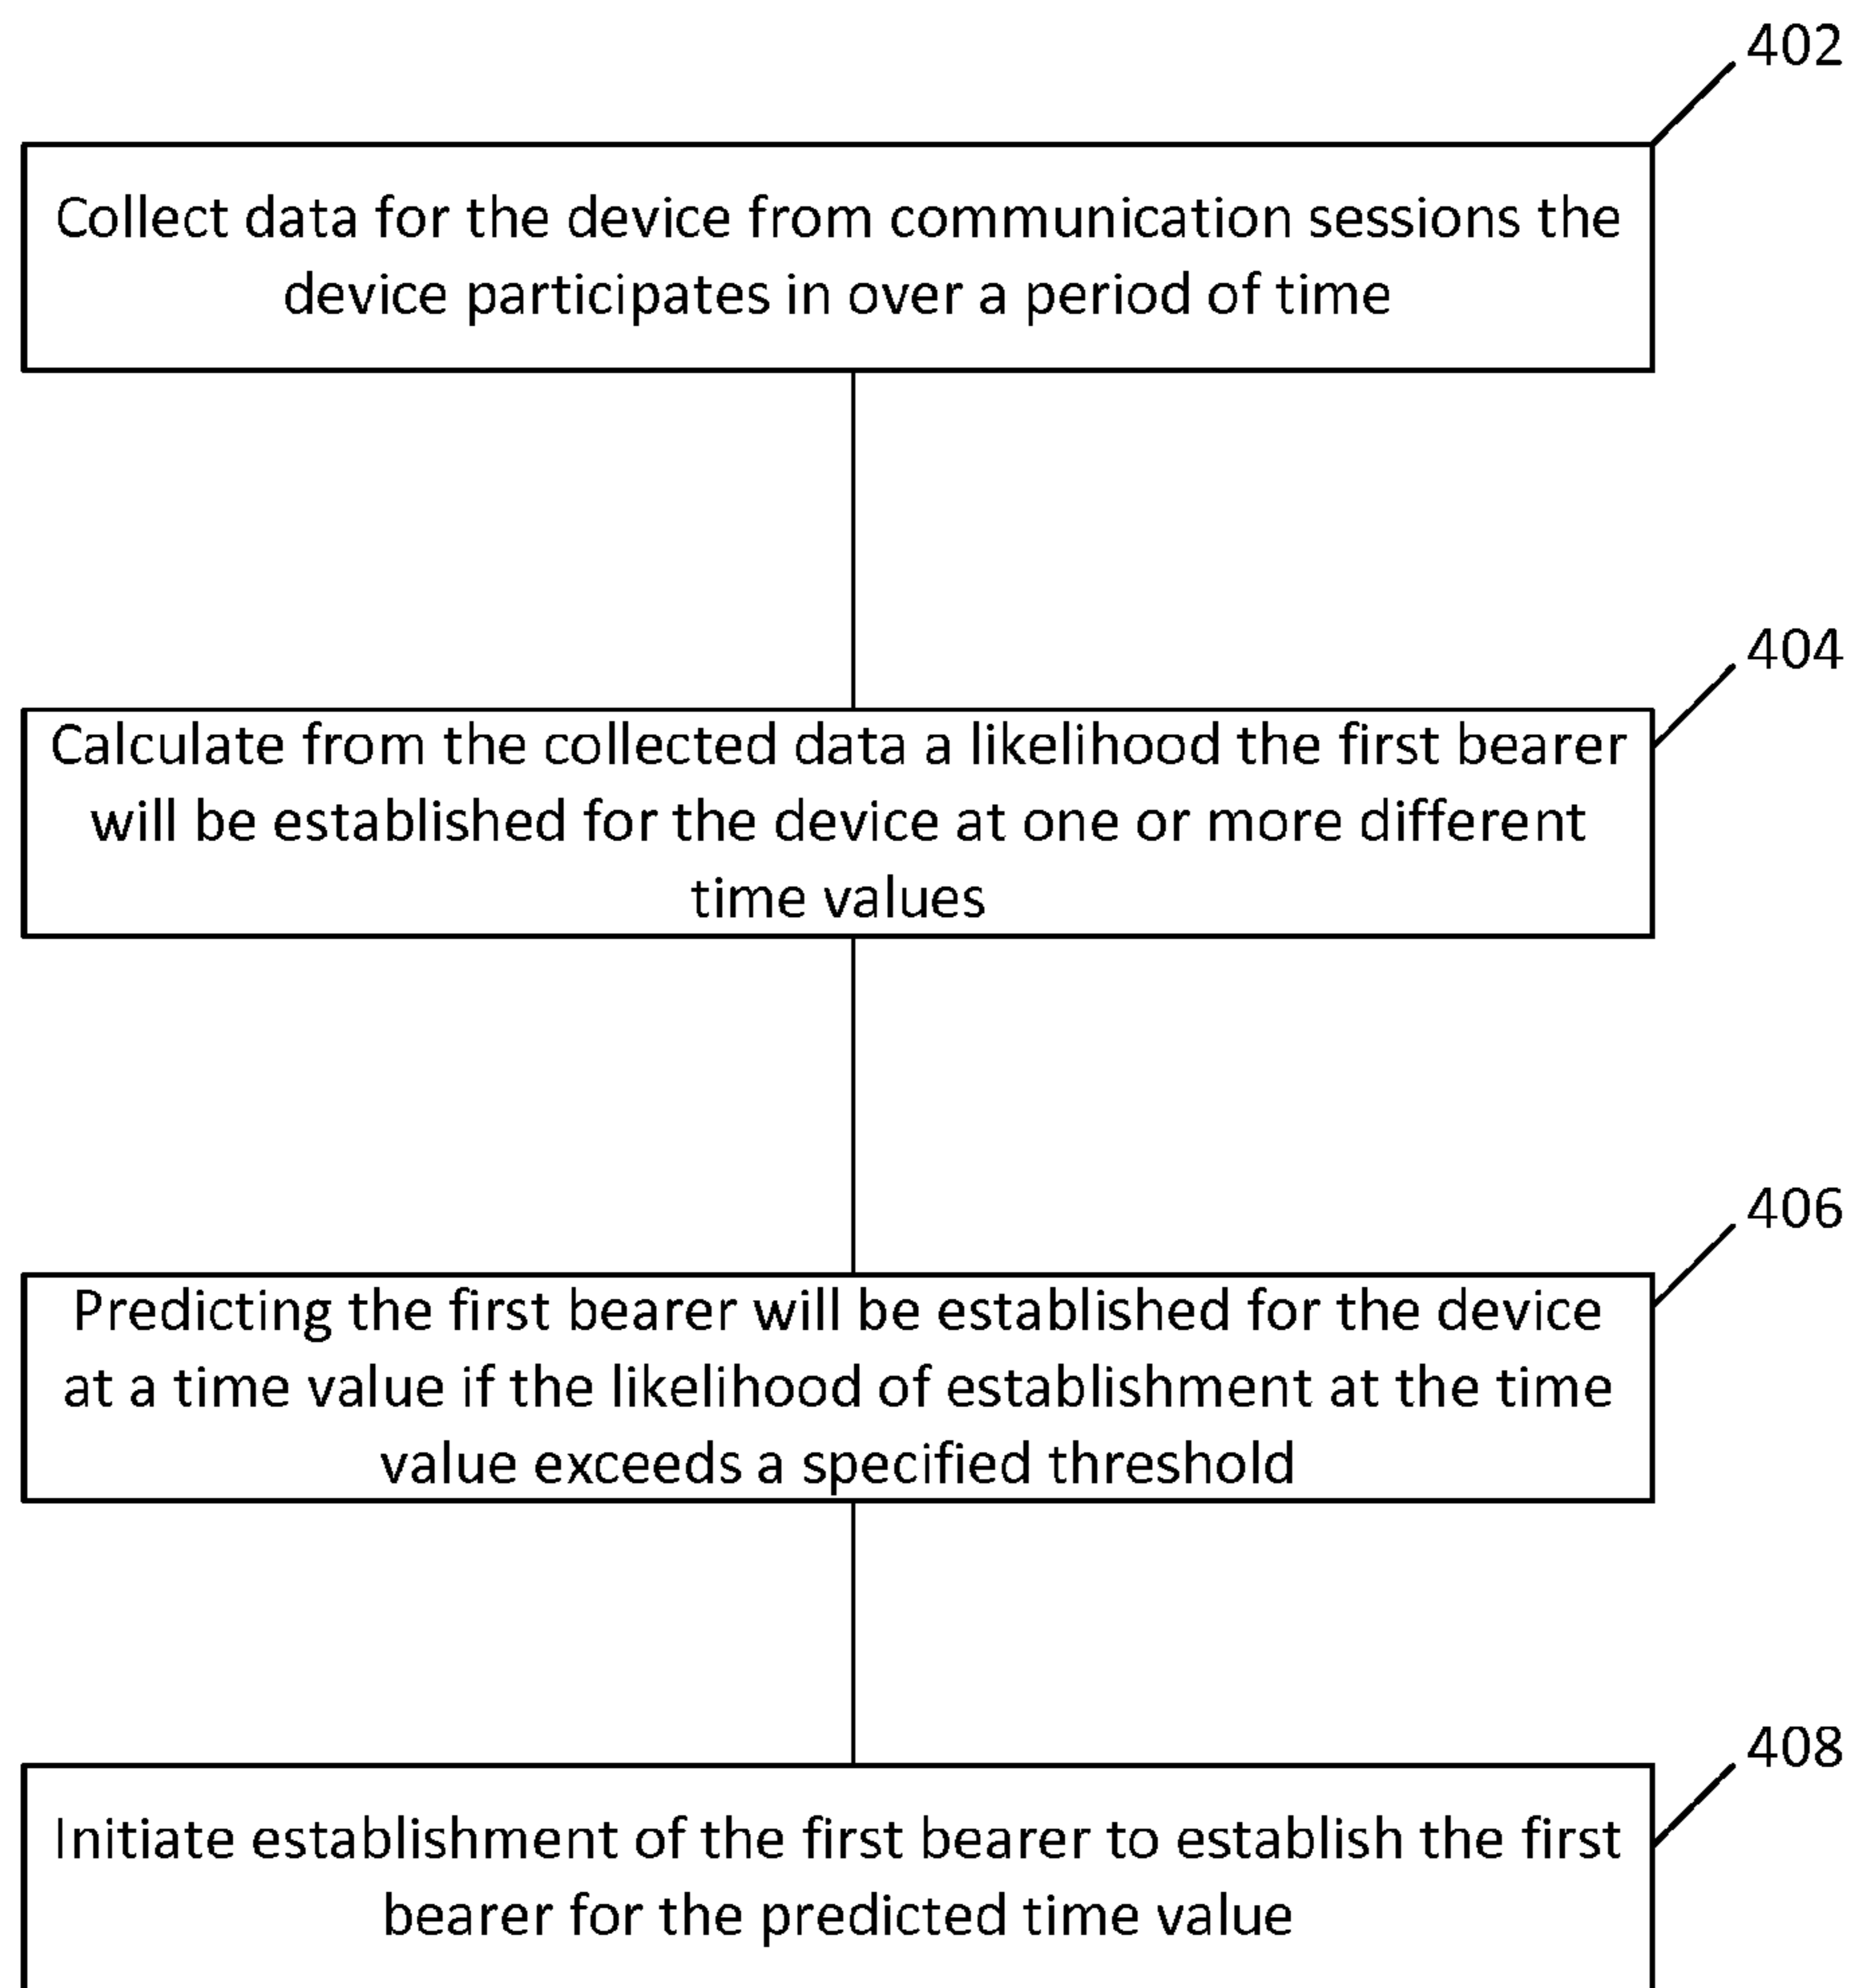 402
Collect data for the device from communication sessions the
device participates in over a period of time
404
Calculate from the collected data a likelihood the first bearer
will be established for the device at one or more different
time values
406
Predicting the first bearer will be established for the device
at a time value if the likelihood of establishment at the time
value exceeds a specified threshold
408
Initiate establishment of the first bearer to establish the first
bearer for the predicted time value